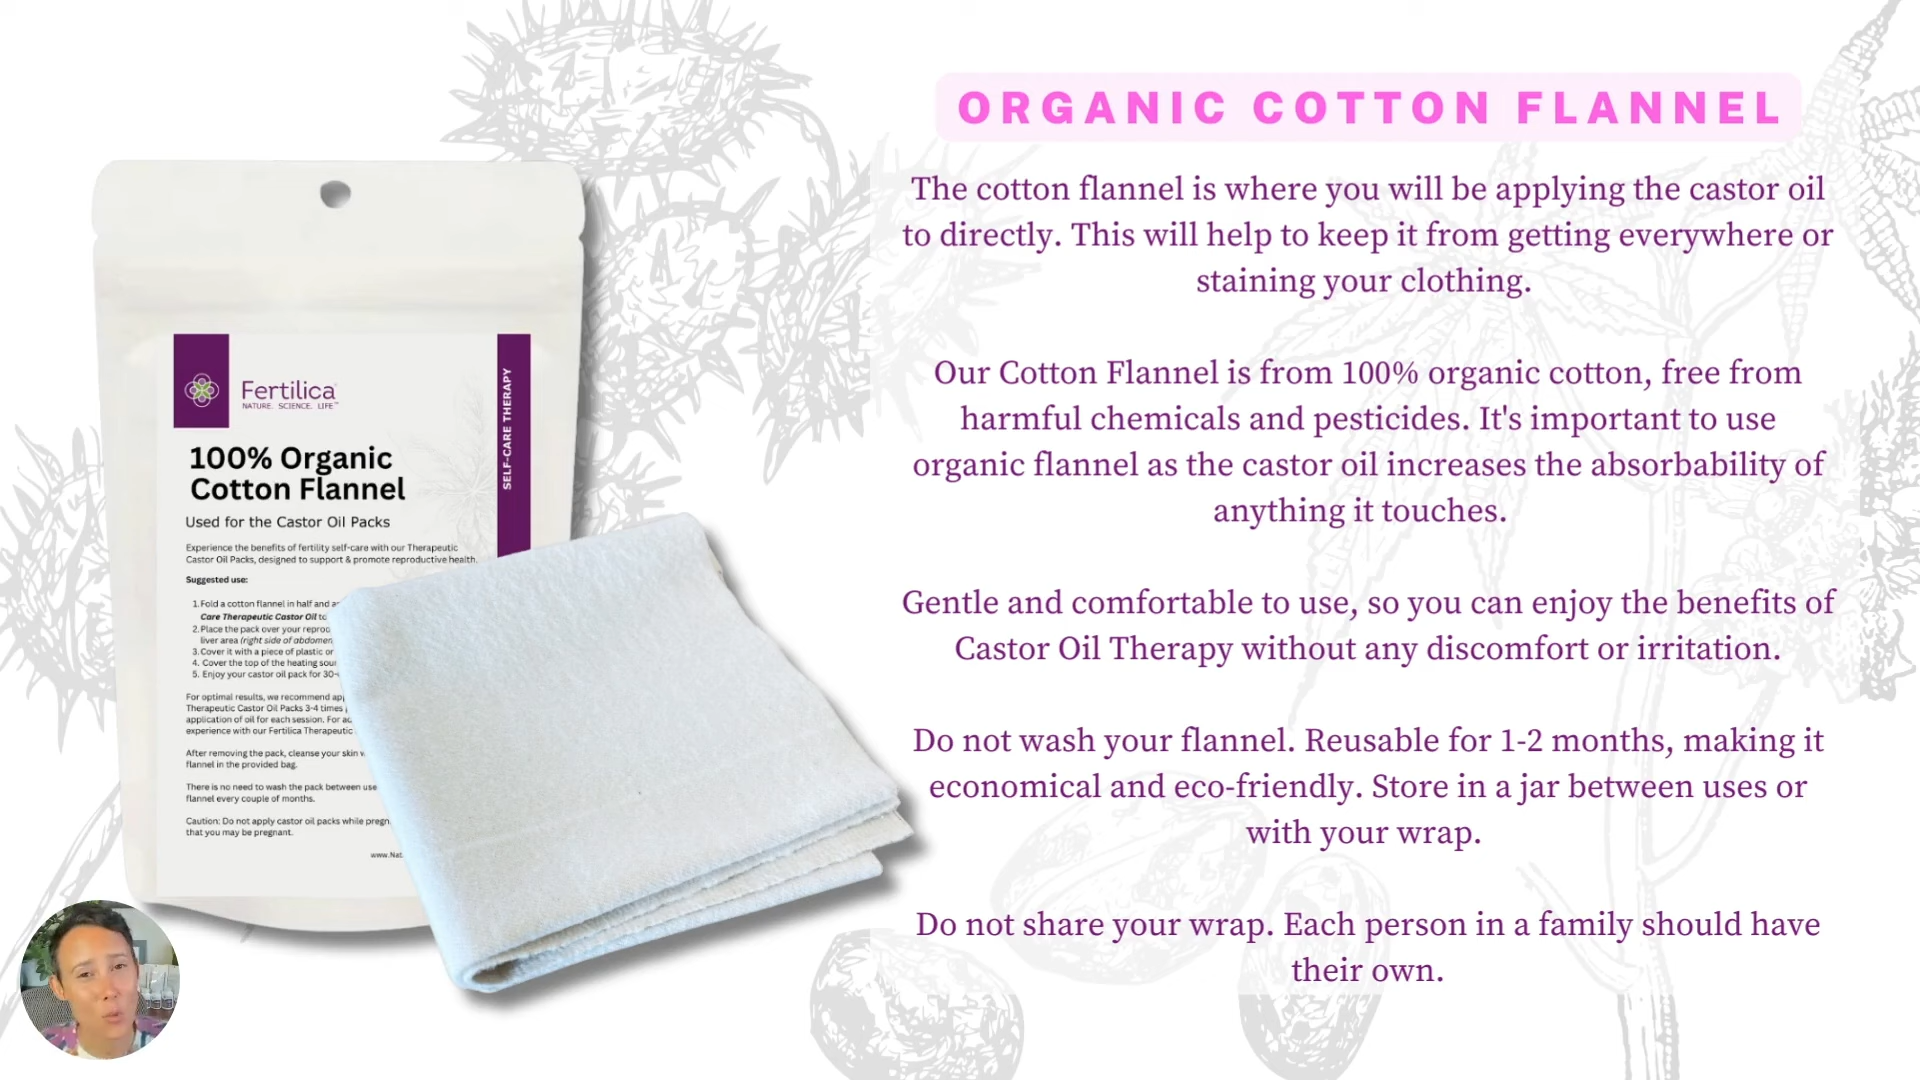 ORGANIC COTTON FLANNEL
The cotton flannel is where you will be applying the castor oil
to directly. This will help to keep it from getting everywhere or
staining your clothing.
Our Cotton Flannel is from 100% organic cotton, free from
harmful chemicals and pesticides. It's important to use
organic flannel as the castor oil increases the absorbability of
anything it touches.
Gentle and comfortable to use, so you can enjoy the benefits of
Castor Oil Therapy without any discomfort or irritation.
Do not wash your flannel. Reusable for 1-2 months, making it
economical and eco-friendly. Store in a jar between uses or
with your wrap.
Do not share your wrap. Each person in a family should have
their own.
Fertilica
NATURE. SCIENCE. LIFE™
SELF-CARE THERAPY
100% Organic
Cotton Flannel
Used for the Castor Oil Packs
Experience the benefits of fertility self-care with our Therapeutic
Castor Oil Packs, designed to support & promote reproductive health.
Suggested use:
1. Fold a cotton flannel in half and
Care Therapeutic Castor Oil to
2. Place the pack over your
liver area (right side of
3. Cover it with a piece of plastic or
4. Cover the top of the heating
5. Enjoy your castor oil pack for
For optimal results, we recommend
Therapeutic Castor Oil Packs 3-4 times
application of oil for each session. For
experience with our Fertilica Therapeutic
After removing the pack, cleanse your skin
flannel in the provided bag.
There is no need to wash the pack between
flannel every couple of months.
Caution: Do not apply castor oil packs while
that you may be pregnant.